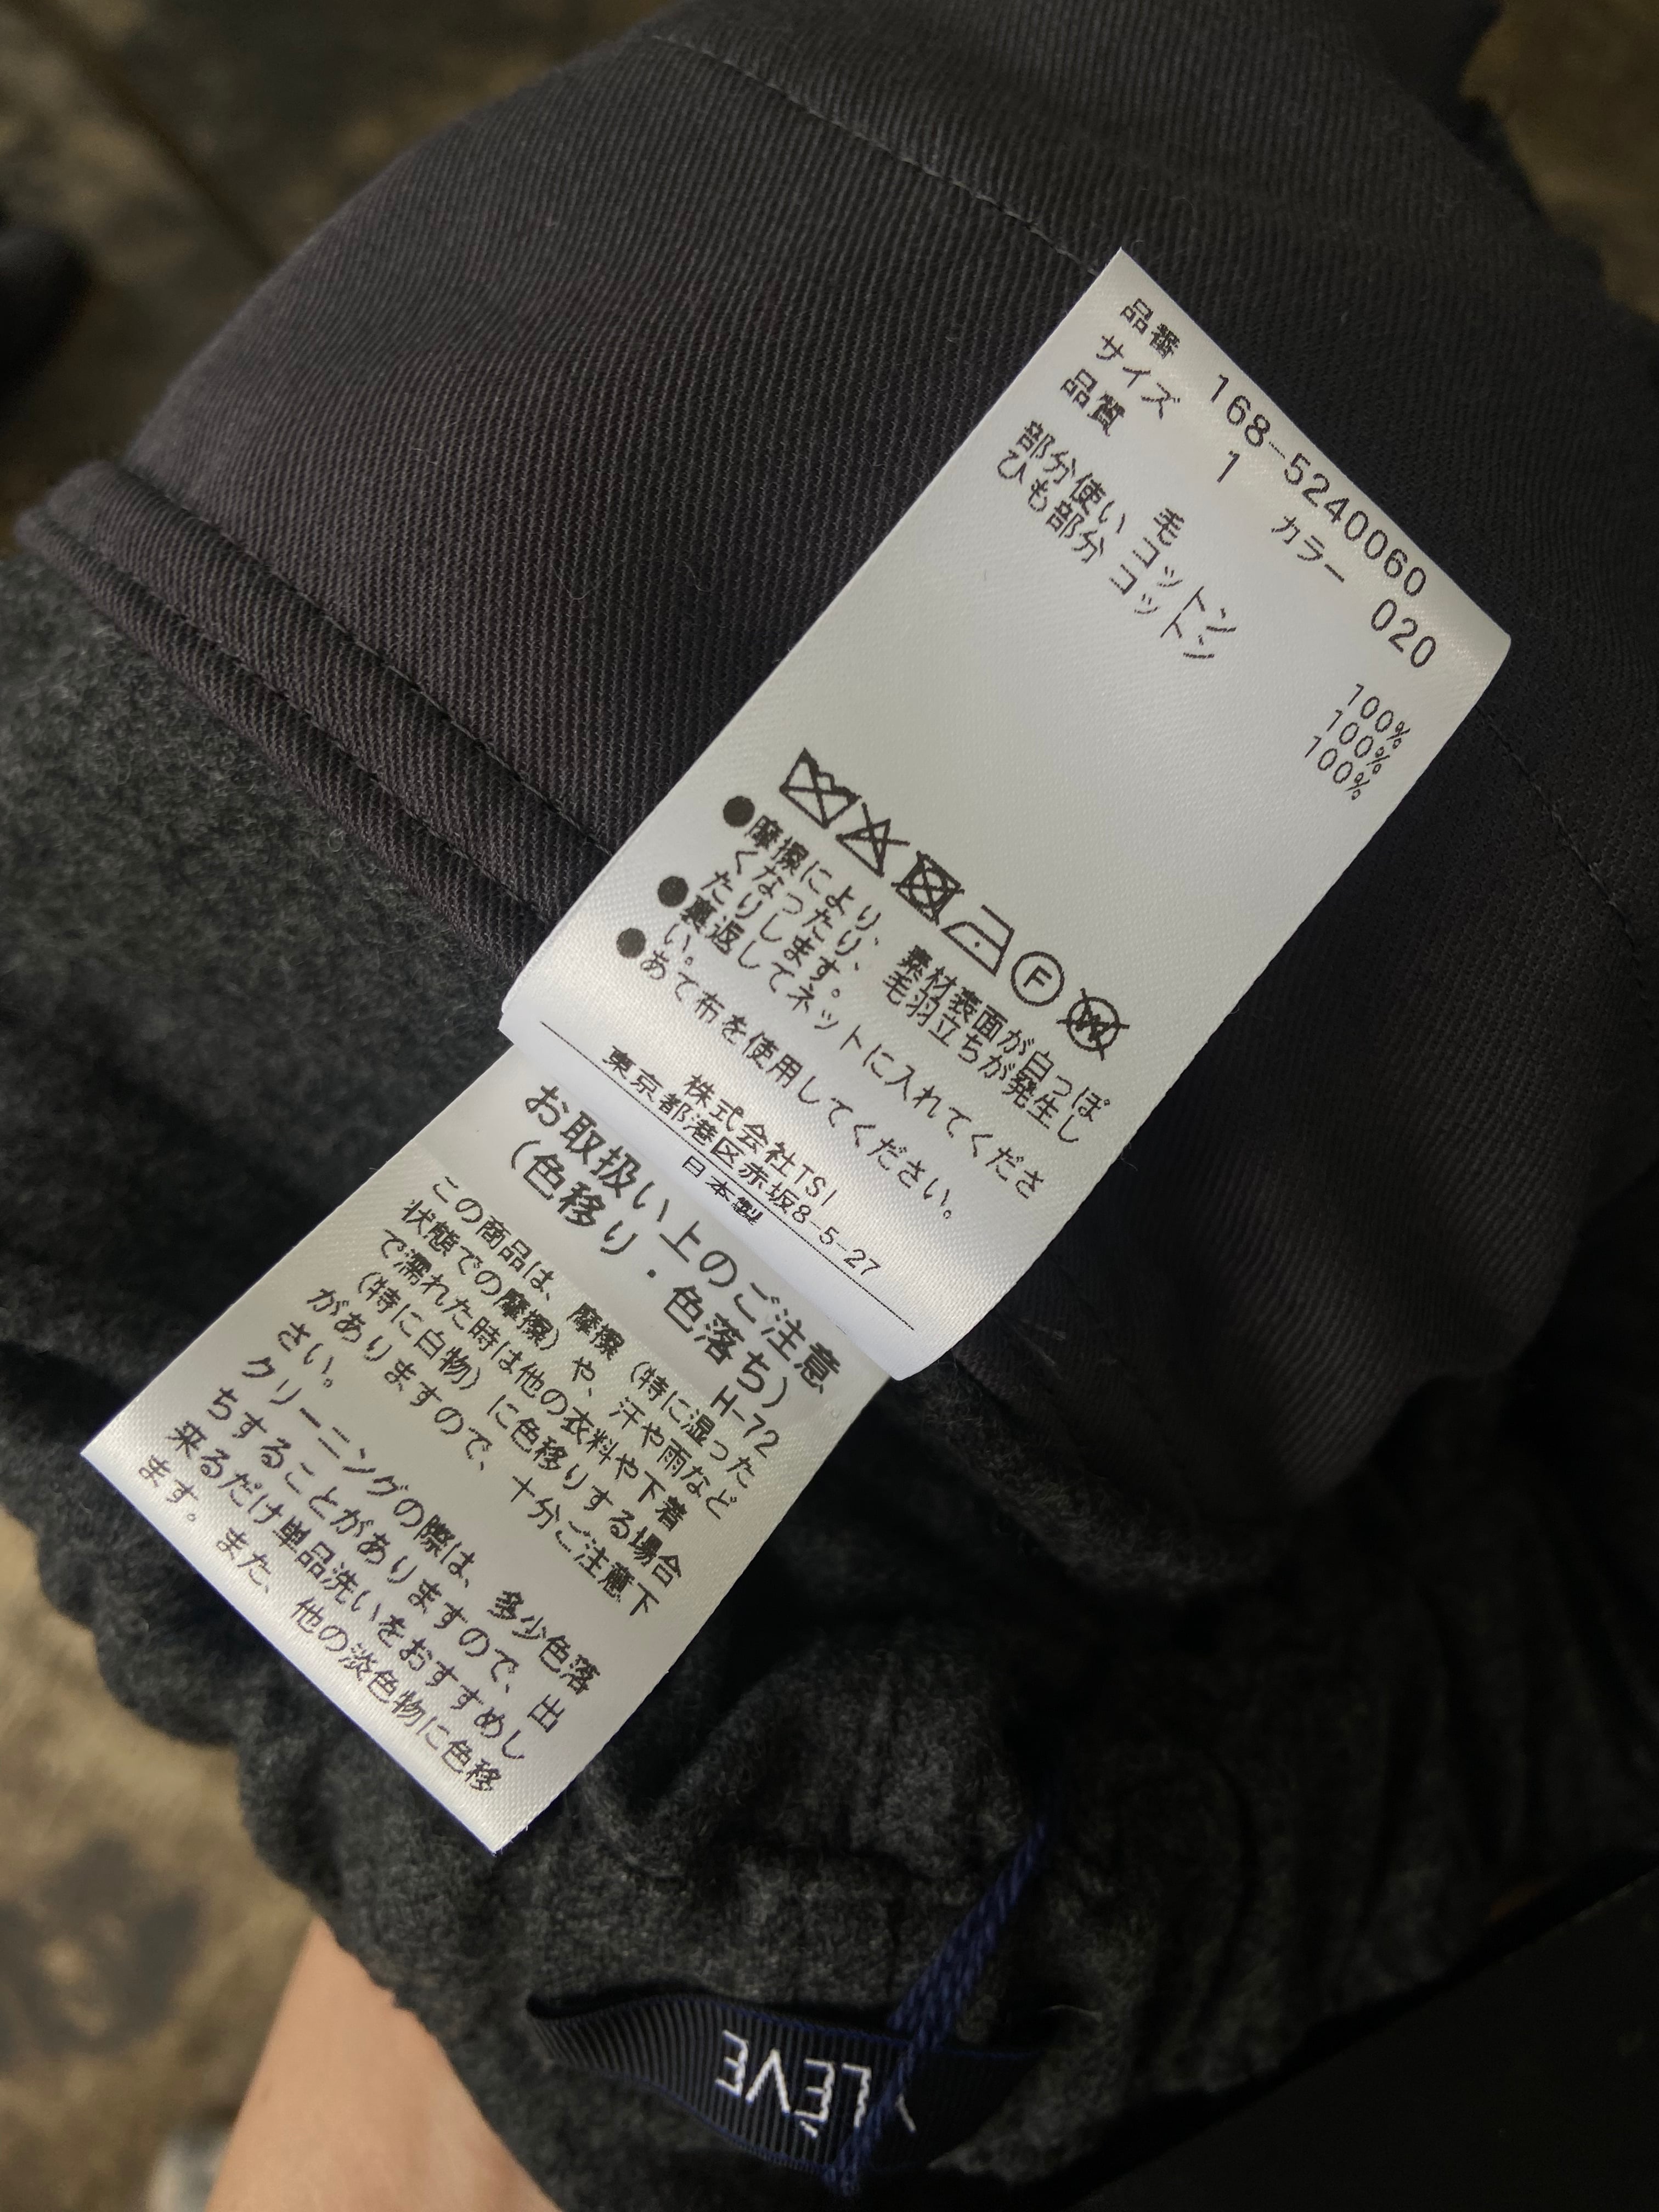 品番 168-5240060
サイズ 1 カラー 020
品質 毛 100%
部分使い コットン 100%
ひも部分 コットン 100%
F W
●摩擦により、素材表面が白っぽ
くなったり、毛羽立ちが発生し
たりします。
●裏返してネットに入れてくださ
い。
●あて布を使用してください。
株式会社TSI
東京都港区赤坂8-5-27
日本製
お取扱い上のご注意
(色移り・色落ち)
H-72
この商品は、摩擦(特に湿った
状態での摩擦)や、汗や雨など
で濡れた時は他の衣料や下着
(特に白物)に色移りする場合
がありますので、十分ご注意下
さい。
クリーニングの際は、多少色落
ちすることがありますので、出
来るだけ単品洗いをおすすめし
ます。また、他の淡色物に色移
LÈVE